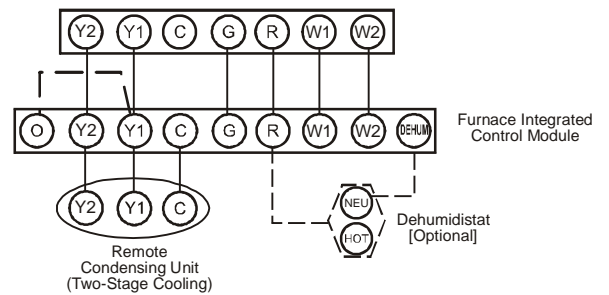 Y2 Y1 C G R W1 W2
O Y2 Y1 C G R W1 W2 DEHUM
Furnace Integrated
Control Module
Y2 Y1 C
NEU
HOT
Dehumidistat
[Optional]
Remote
Condensing Unit
(Two-Stage Cooling)